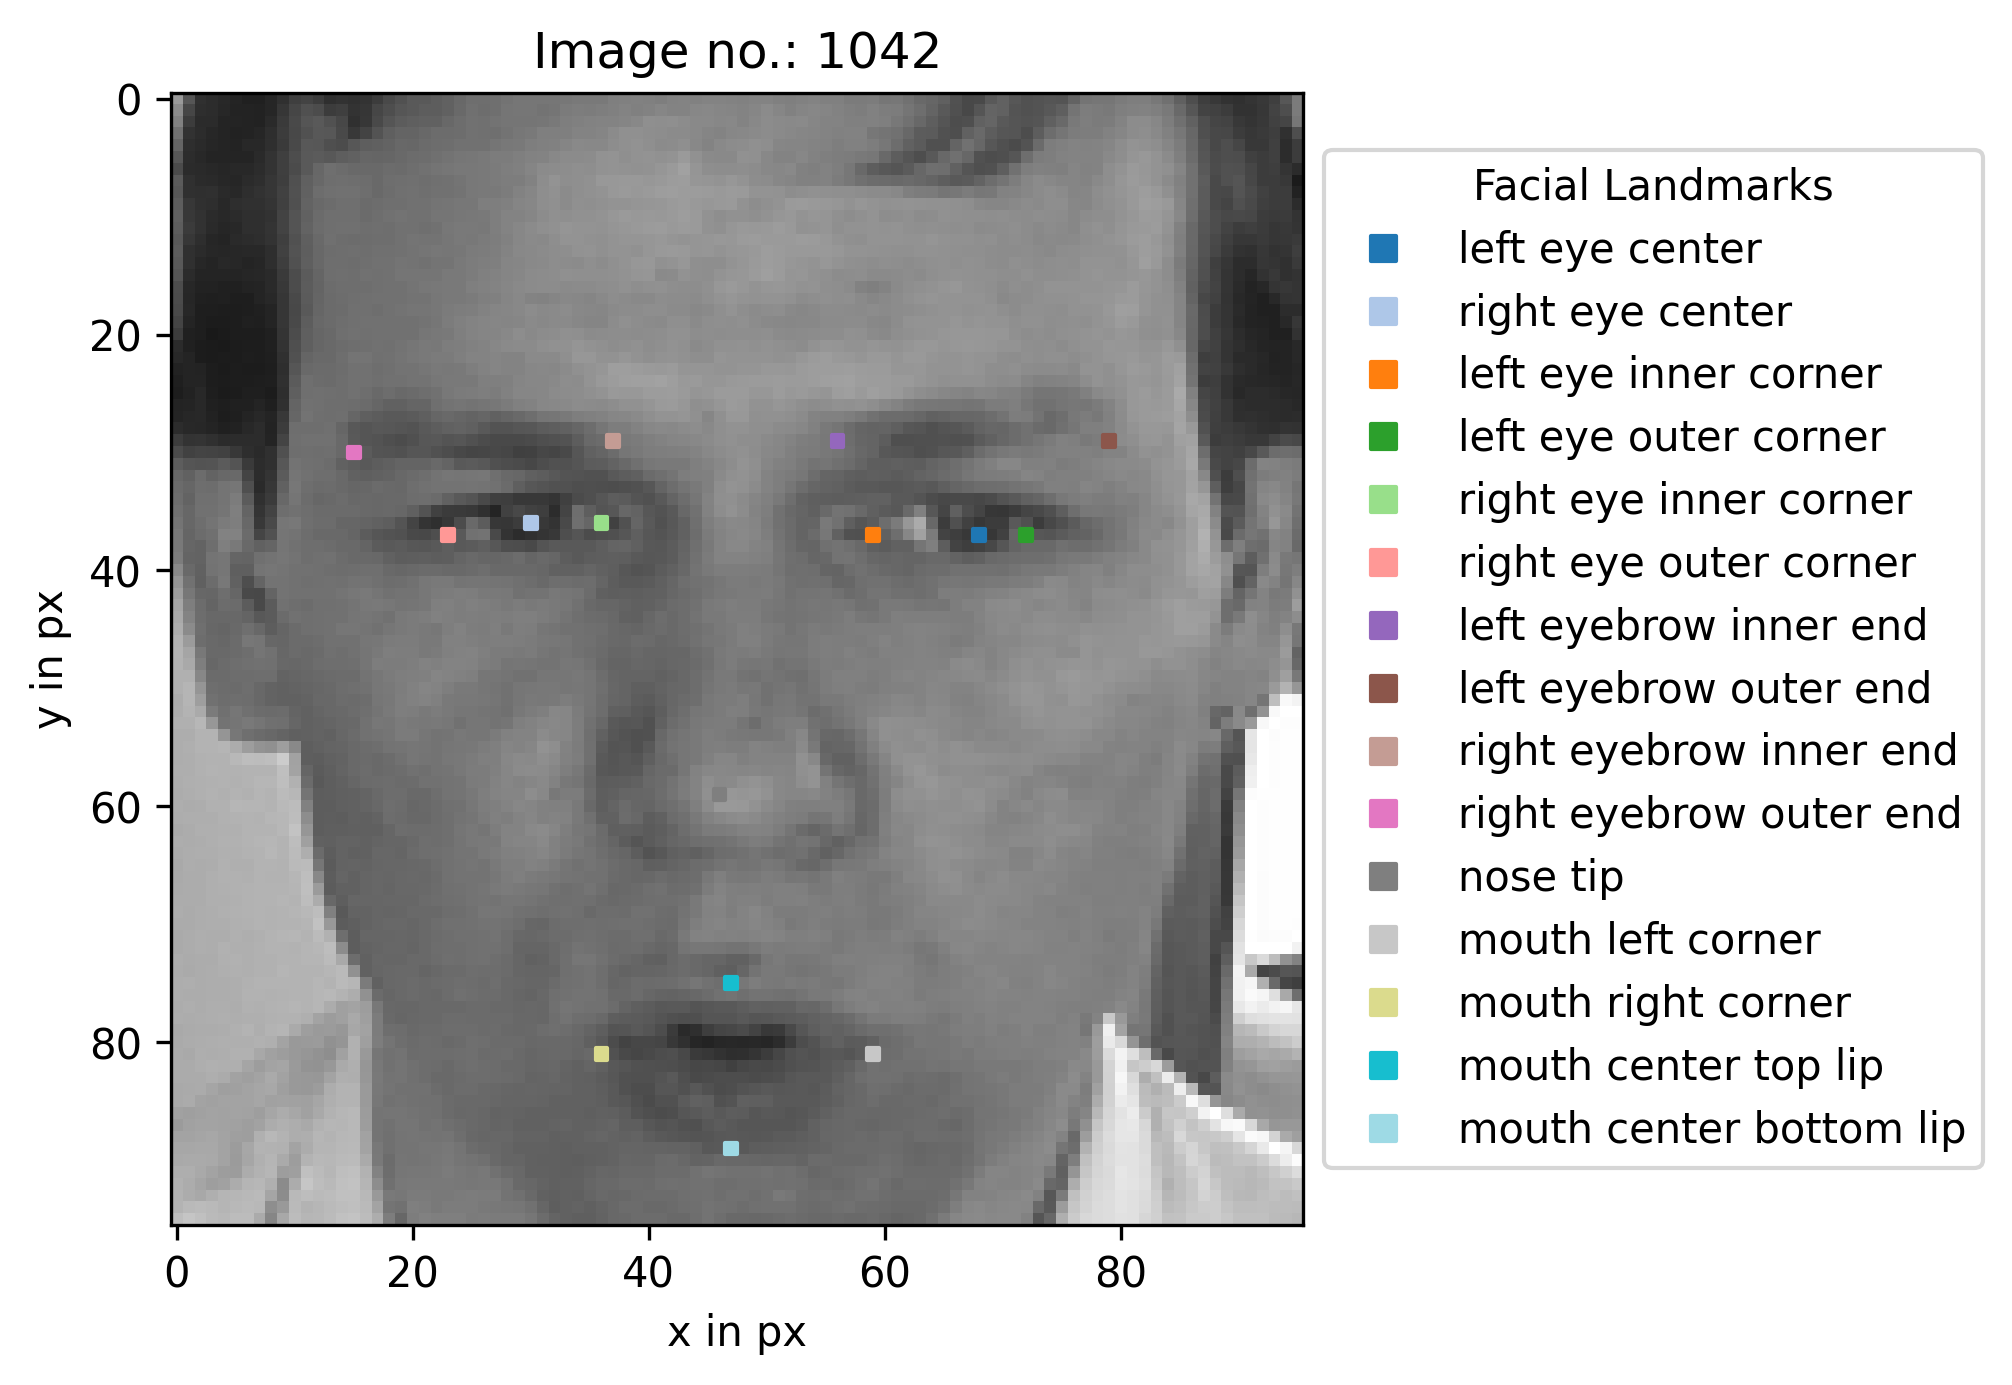 Image no.: 1042
0
20
40
60
80
y in px
0 20 40 60 80
x in px
Facial Landmarks
left eye center
right eye center
left eye inner corner
left eye outer corner
right eye inner corner
right eye outer corner
left eyebrow inner end
left eyebrow outer end
right eyebrow inner end
right eyebrow outer end
nose tip
mouth left corner
mouth right corner
mouth center top lip
mouth center bottom lip